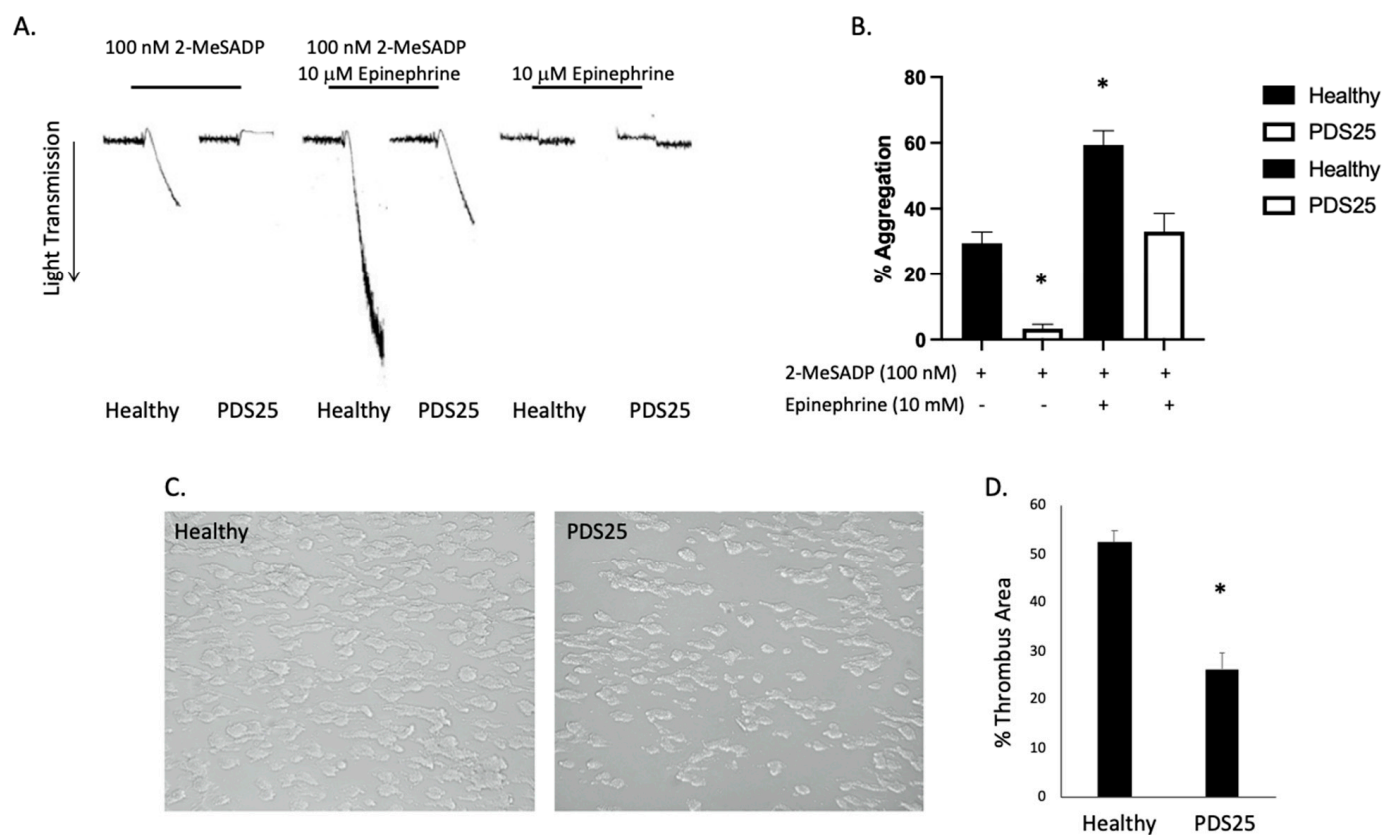 A.
100 nM 2-MeSADP
100 nM 2-MeSADP
10 μM Epinephrine
10 μM Epinephrine
Light Transmission
Healthy
PDS25
Healthy
PDS25
Healthy
PDS25
B.
% Aggregation
80
60
40
20
0
*
*
2-MeSADP (100 nM) + + + +
Epinephrine (10 mM) - - + +
Healthy
PDS25
Healthy
PDS25
C.
Healthy
PDS25
D.
% Thrombus Area
60
50
40
30
20
10
0
*
Healthy
PDS25